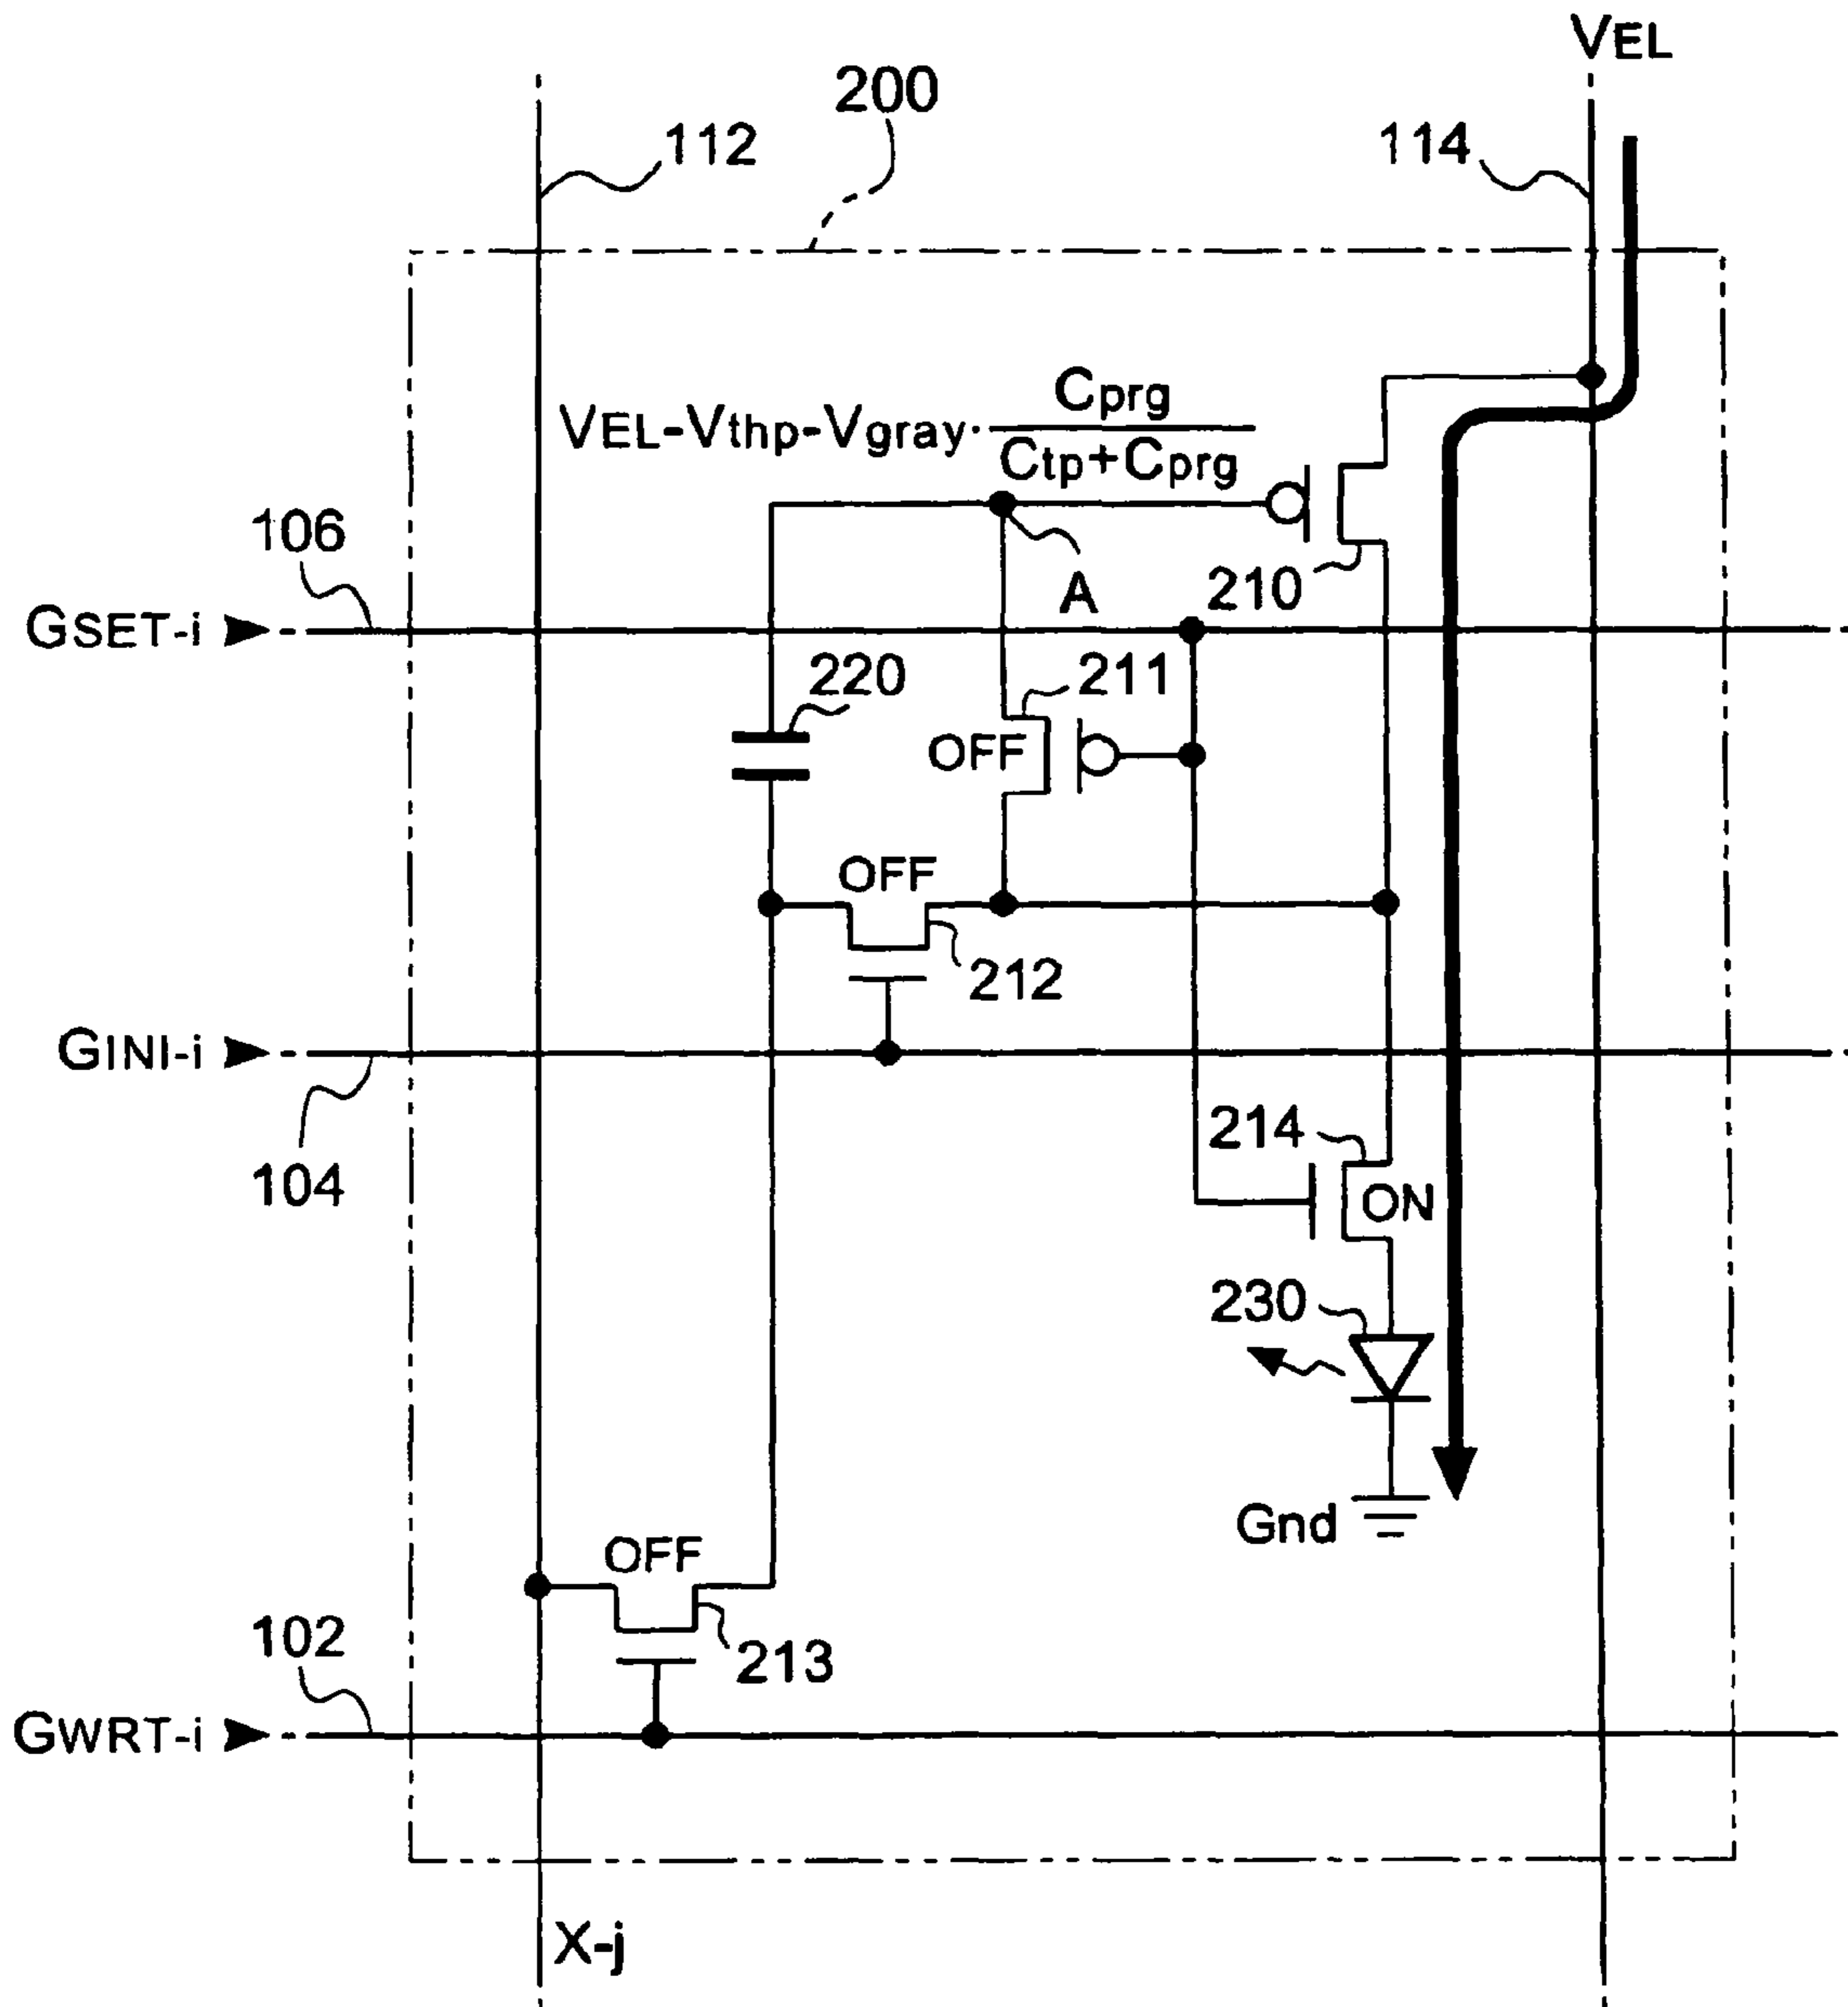 VEL
200
112
114
VEL-Vthp-Vgray· Cprg
Ctp+Cprg
106
A
210
GSET-i
220
211
OFF
OFF
212
GINI-i
104
214
ON
230
Gnd
OFF
102
213
GWRT-i
X-j